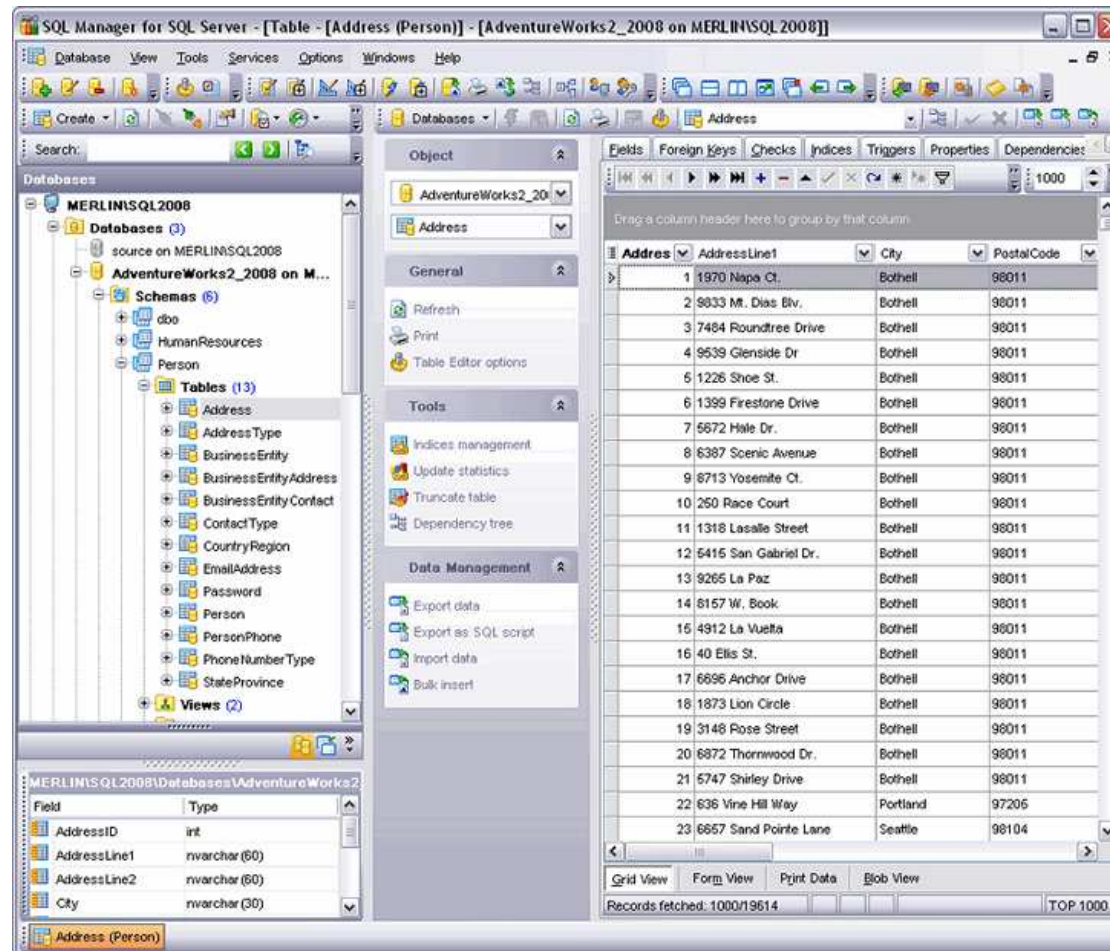 SQL Manager for SQL Server - [Table - [Address (Person)] - [AdventureWorks2_2008 on MERLIN\SQL2008]]
Database View Tools Services Options Windows Help
Create Databases Address
Search:
Databases
MERLIN\SQL2008
Databases (3)
source on MERLIN\SQL2008
AdventureWorks2_2008 on M...
Schemas (6)
dbo
HumanResources
Person
Tables (13)
Address
AddressType
BusinessEntity
BusinessEntityAddress
BusinessEntityContact
ContactType
CountryRegion
EmailAddress
Password
Person
PersonPhone
PhoneNumberType
StateProvince
Views (2)
MERLIN\SQL2008\Databases\AdventureWorks2
Field Type
AddressID int
AddressLine1 nvarchar(60)
AddressLine2 nvarchar(60)
City nvarchar(30)
Object
AdventureWorks2_20
Address
General
Refresh
Print
Table Editor options
Tools
Indices management
Update statistics
Truncate table
Dependency tree
Data Management
Export data
Export as SQL script
Import data
Bulk insert
Fields Foreign Keys Checks Indices Triggers Properties Dependencies
1000
Drag a column header here to group by that column
Addres AddressLine1 City PostalCode
1 1970 Napa Ct. Bothell 98011
2 9833 Mt. Dias Blv. Bothell 98011
3 7484 Roundtree Drive Bothell 98011
4 9539 Glenside Dr Bothell 98011
5 1226 Shoe St. Bothell 98011
6 1399 Firestone Drive Bothell 98011
7 5672 Hale Dr. Bothell 98011
8 6387 Scenic Avenue Bothell 98011
9 8713 Yosemite Ct. Bothell 98011
10 250 Race Court Bothell 98011
11 1318 Lasalle Street Bothell 98011
12 5415 San Gabriel Dr. Bothell 98011
13 9265 La Paz Bothell 98011
14 8157 W. Book Bothell 98011
15 4912 La Vuelta Bothell 98011
16 40 Ellis St. Bothell 98011
17 6696 Anchor Drive Bothell 98011
18 1873 Lion Circle Bothell 98011
19 3148 Rose Street Bothell 98011
20 6872 Thornwood Dr. Bothell 98011
21 5747 Shirley Drive Bothell 98011
22 636 Vine Hill Way Portland 97205
23 6657 Sand Pointe Lane Seattle 98104
Grid View Form View Print Data Blob View
Records fetched: 1000/19614 TOP 1000
Address (Person)